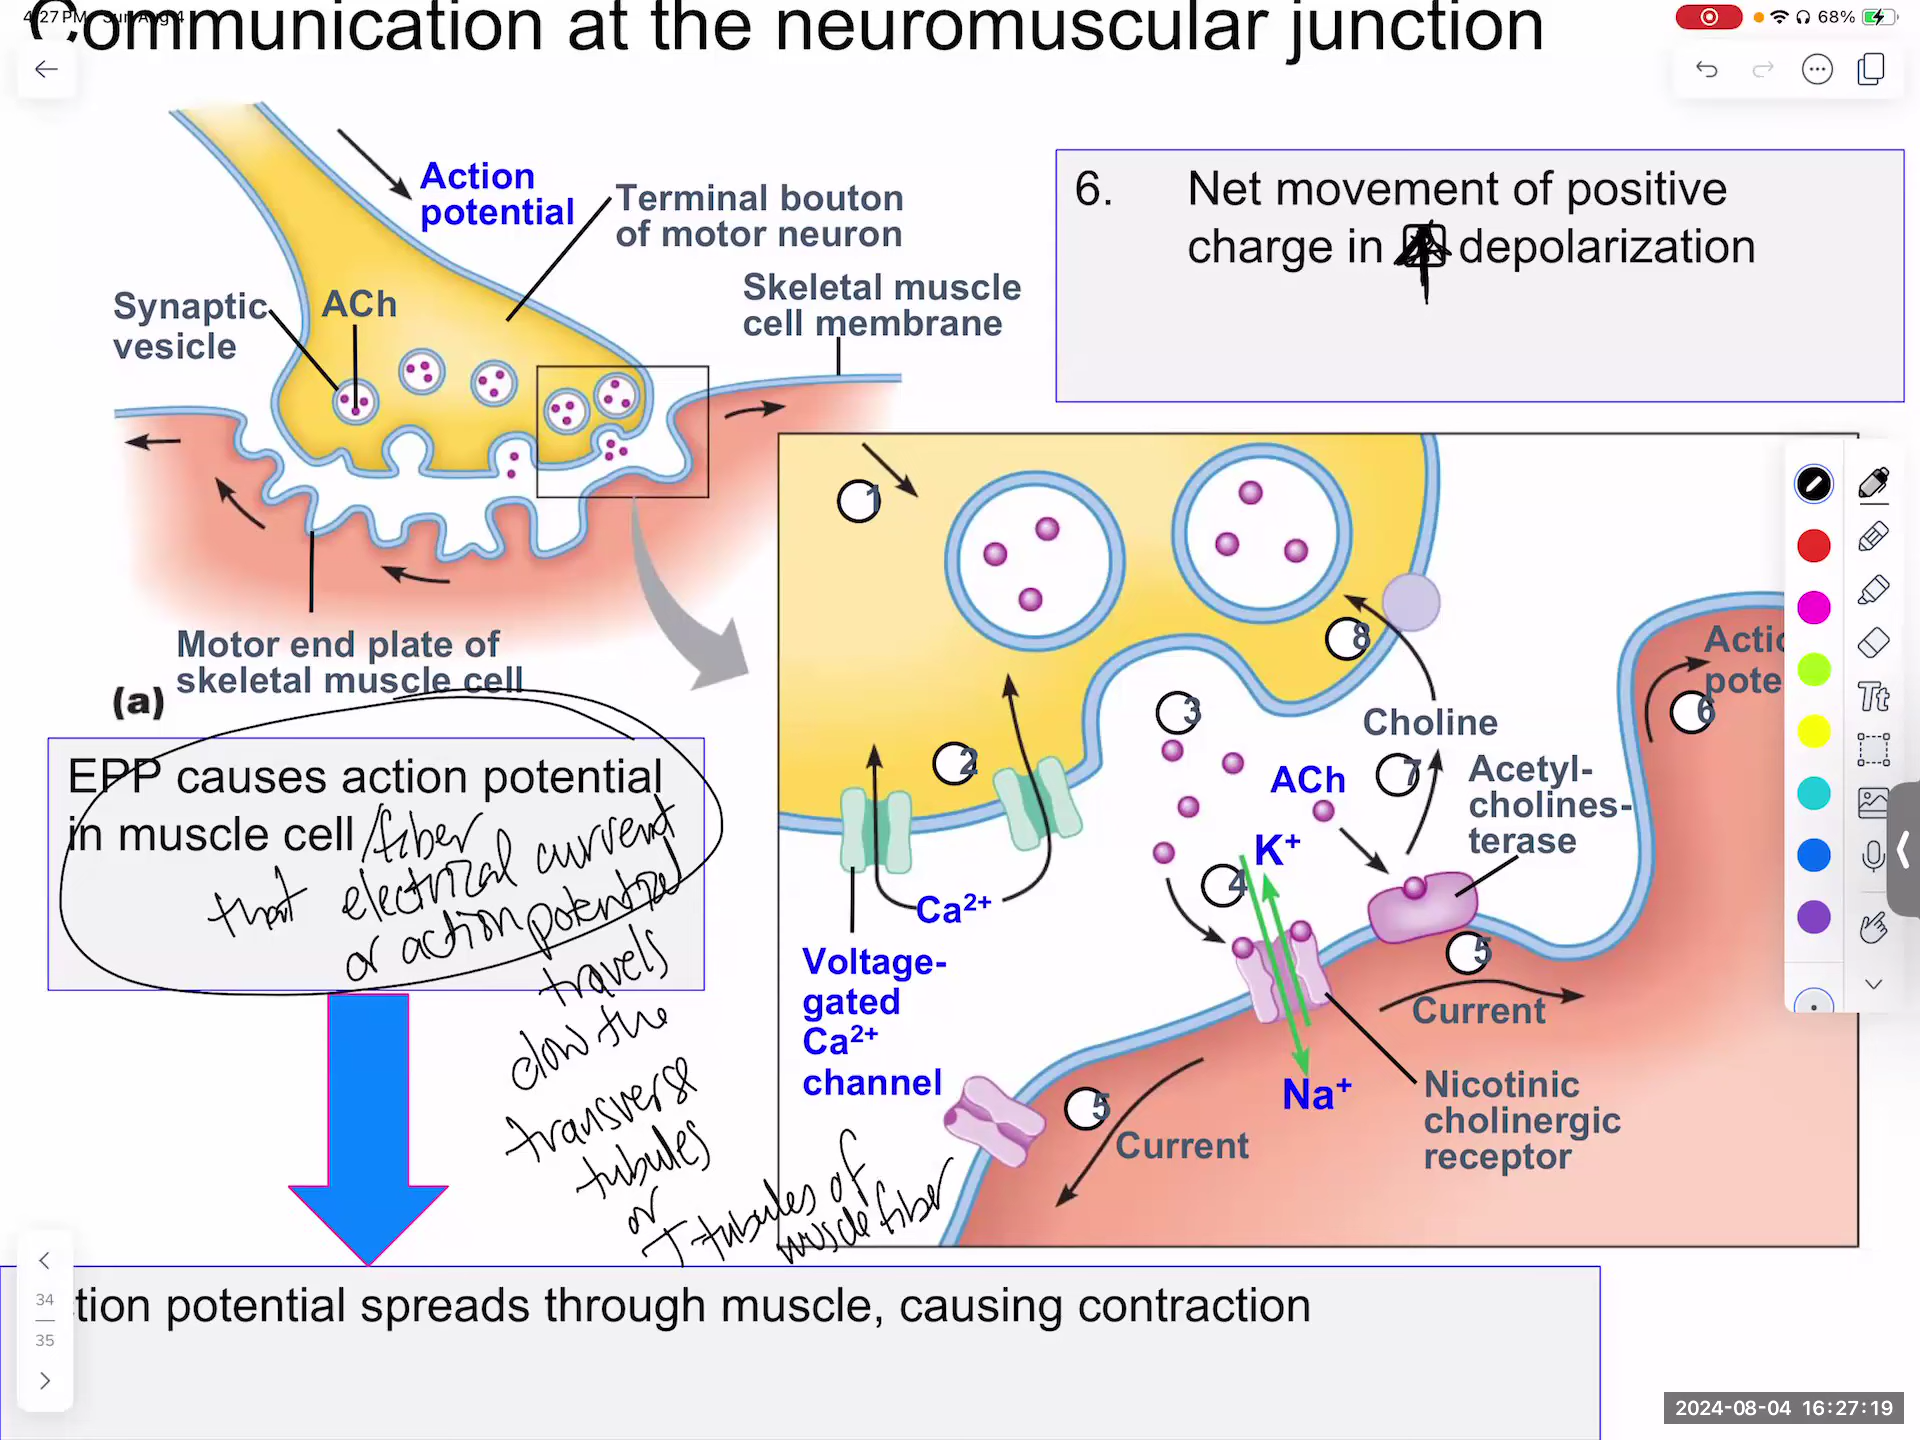 4:27 PM Sun Aug 4
68%
Communication at the neuromuscular junction
Action
potential
Terminal bouton
of motor neuron
Synaptic
vesicle
ACh
Skeletal muscle
cell membrane
Motor end plate of
skeletal muscle cell
(a)
6. Net movement of positive
charge in depolarization
EPP causes action potential
in muscle cell /fiber
that electrical current
or action potential
travels
dow the
transverse
tubules
or
T-tubules of
muscle fiber
1
2
3
4
5
5
6
7
8
Choline
ACh
Acetyl-
cholines-
terase
K+
Ca2+
Voltage-
gated
Ca2+
channel
Na+
Current
Current
Nicotinic
cholinergic
receptor
Actio
pote
Tt
tion potential spreads through muscle, causing contraction
34
35
2024-08-04 16:27:19